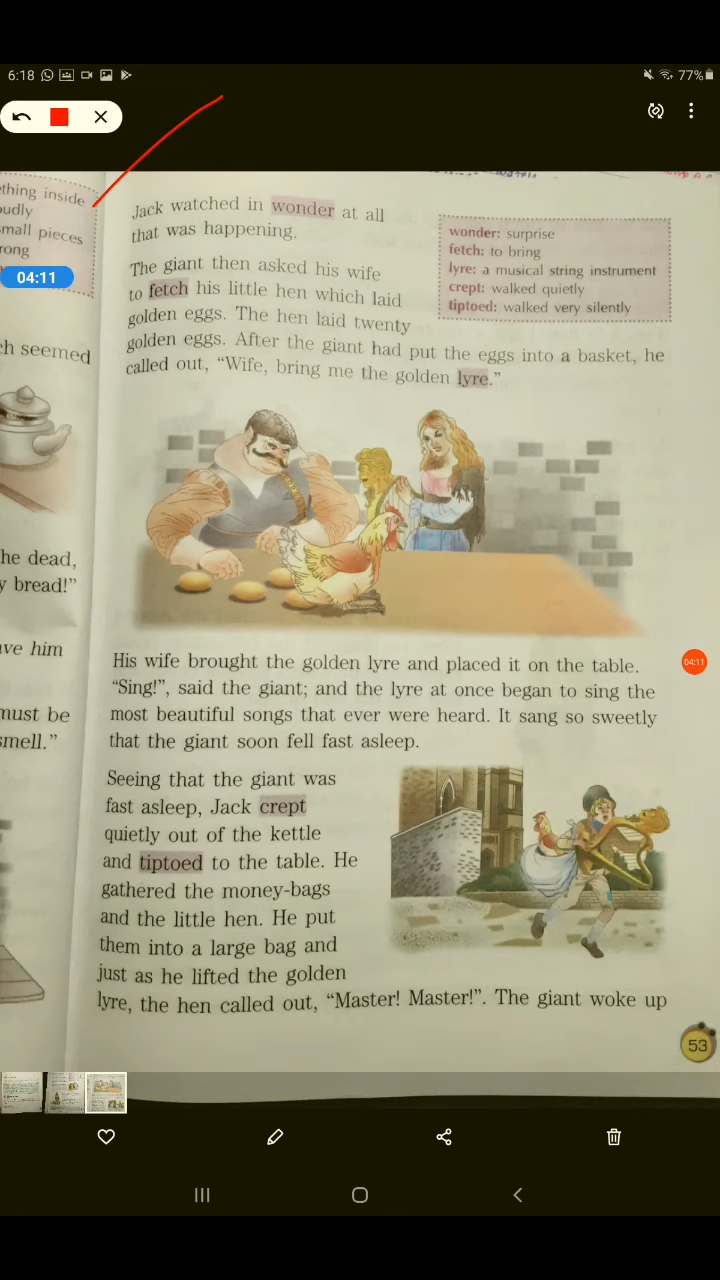 6:18
77%
thing inside
oudly
mall pieces
rong
04:11
ch seemed
he dead,
y bread!”
ave him
must be
smell.”
Jack watched in wonder at all
that was happening.
wonder: surprise
fetch: to bring
lyre: a musical string instrument
crept: walked quietly
tiptoed: walked very silently
The giant then asked his wife
to fetch his little hen which laid
golden eggs. The hen laid twenty
golden eggs. After the giant had put the eggs into a basket, he
called out, “Wife, bring me the golden lyre.”
His wife brought the golden lyre and placed it on the table.
“Sing!”, said the giant; and the lyre at once began to sing the
most beautiful songs that ever were heard. It sang so sweetly
that the giant soon fell fast asleep.
04:11
Seeing that the giant was
fast asleep, Jack crept
quietly out of the kettle
and tiptoed to the table. He
gathered the money-bags
and the little hen. He put
them into a large bag and
just as he lifted the golden
lyre, the hen called out, “Master! Master!”. The giant woke up
53